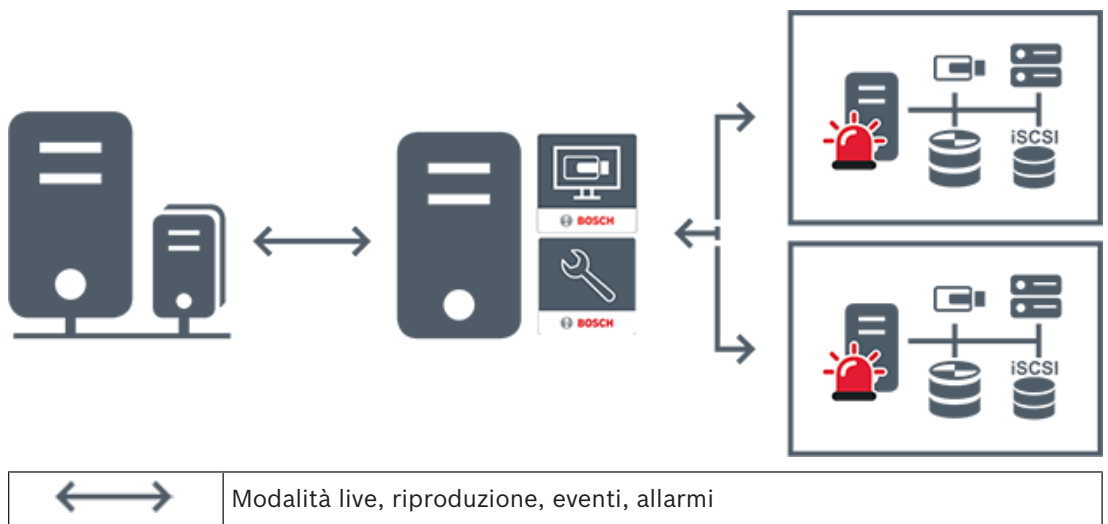 iSCSI
BOSCH
BOSCH
iSCSI
Modalità live, riproduzione, eventi, allarmi